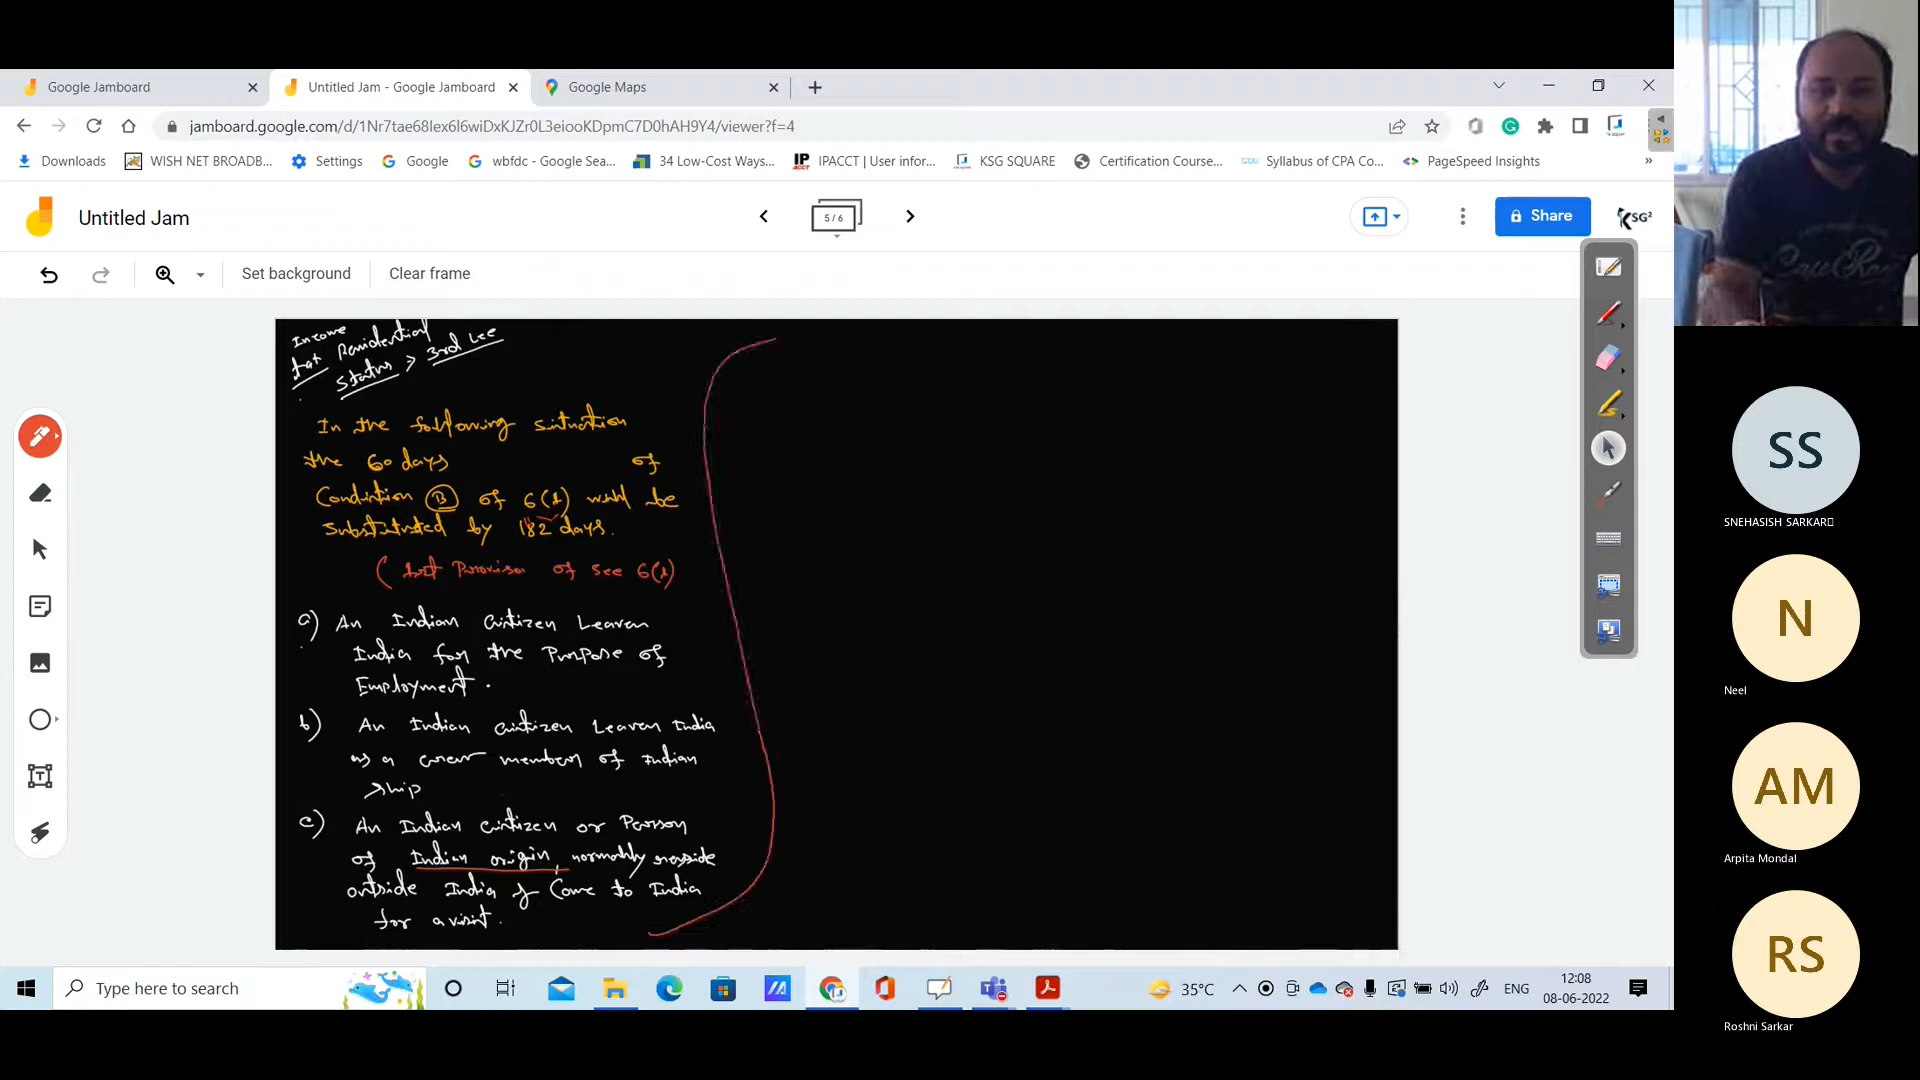 Google Jamboard
Untitled Jam - Google Jamboard
Google Maps
jamboard.google.com/d/1Nr7tae68Iex6l6wiDxKJZr0L3eiooKDpmC7D0hAH9Y4/viewer?f=4
Downloads
WISH NET BROADB...
Settings
Google
wbfdc - Google Sea...
34 Low-Cost Ways...
IPACCT | User infor...
KSG SQUARE
Certification Course...
Syllabus of CPA Co...
PageSpeed Insights
»
Untitled Jam
5 / 6
Share
KSG²
Set background
Clear frame
Income
tax Residential
Status > 3rd Lec
In the following situation
the 60 days of
Condition (B) of 6(1) will be
substituted by 182 days.
( 1st Provison of sec 6(1)
a) An Indian citizen Leaves
India for the Purpose of
Employment.
b) An Indian citizen Leaves India
as a crew members of Indian
ship
c) An Indian citizen or Person
of Indian origin, normally reside
outside India & Come to India
for a visit.
SS
SNEHASISH SARKAR
N
Neel
AM
Arpita Mondal
RS
Roshni Sarkar
Type here to search
35°C
ENG
12:08
08-06-2022